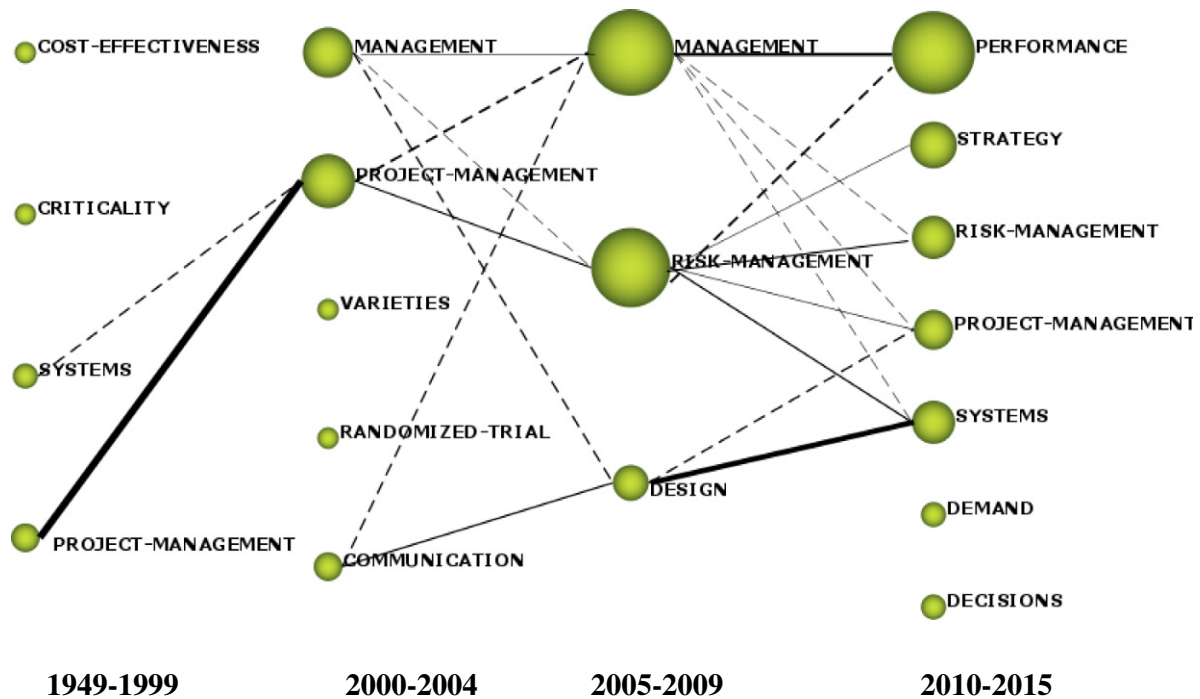 COST-EFFECTIVENESS
CRITICALITY
SYSTEMS
PROJECT-MANAGEMENT
MANAGEMENT
PROJECT-MANAGEMENT
VARIETIES
RANDOMIZED-TRIAL
COMMUNICATION
MANAGEMENT
RISK-MANAGEMENT
DESIGN
PERFORMANCE
STRATEGY
RISK-MANAGEMENT
PROJECT-MANAGEMENT
SYSTEMS
DEMAND
DECISIONS
1949-1999 2000-2004 2005-2009 2010-2015